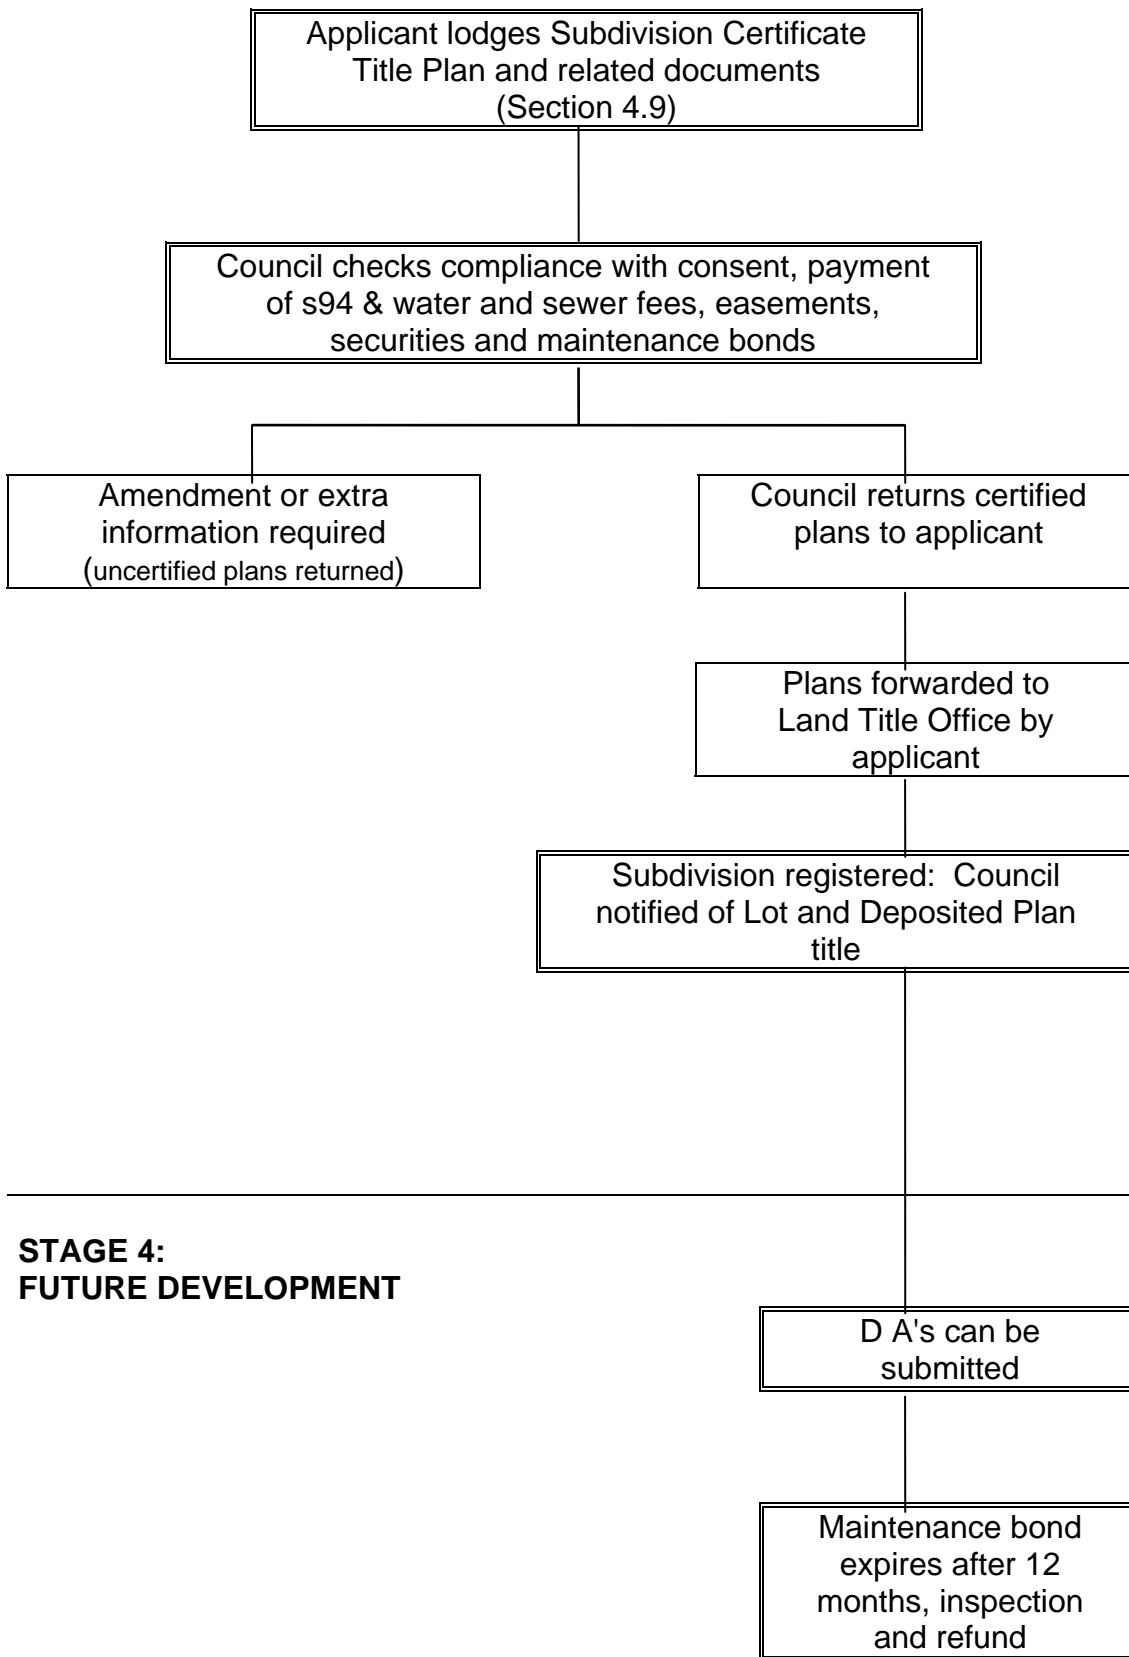 Applicant lodges Subdivision Certificate
Title Plan and related documents
(Section 4.9)
Council checks compliance with consent, payment
of s94 & water and sewer fees, easements,
securities and maintenance bonds
Amendment or extra
information required
(uncertified plans returned)
Council returns certified
plans to applicant
Plans forwarded to
Land Title Office by
applicant
Subdivision registered:  Council
notified of Lot and Deposited Plan
title
STAGE 4:
FUTURE DEVELOPMENT
D A's can be
submitted
Maintenance bond
expires after 12
months, inspection
and refund